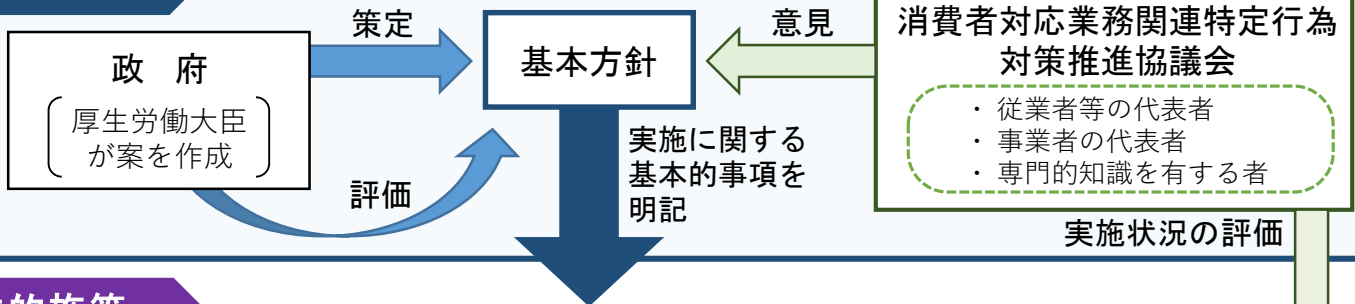 策定
政 府
厚生労働大臣
が案を作成
評価
基本方針
実施に関する
基本的事項を
明記
意見
消費者対応業務関連特定行為
対策推進協議会
・ 従業者等の代表者
・ 事業者の代表者
・ 専門的知識を有する者
実施状況の評価